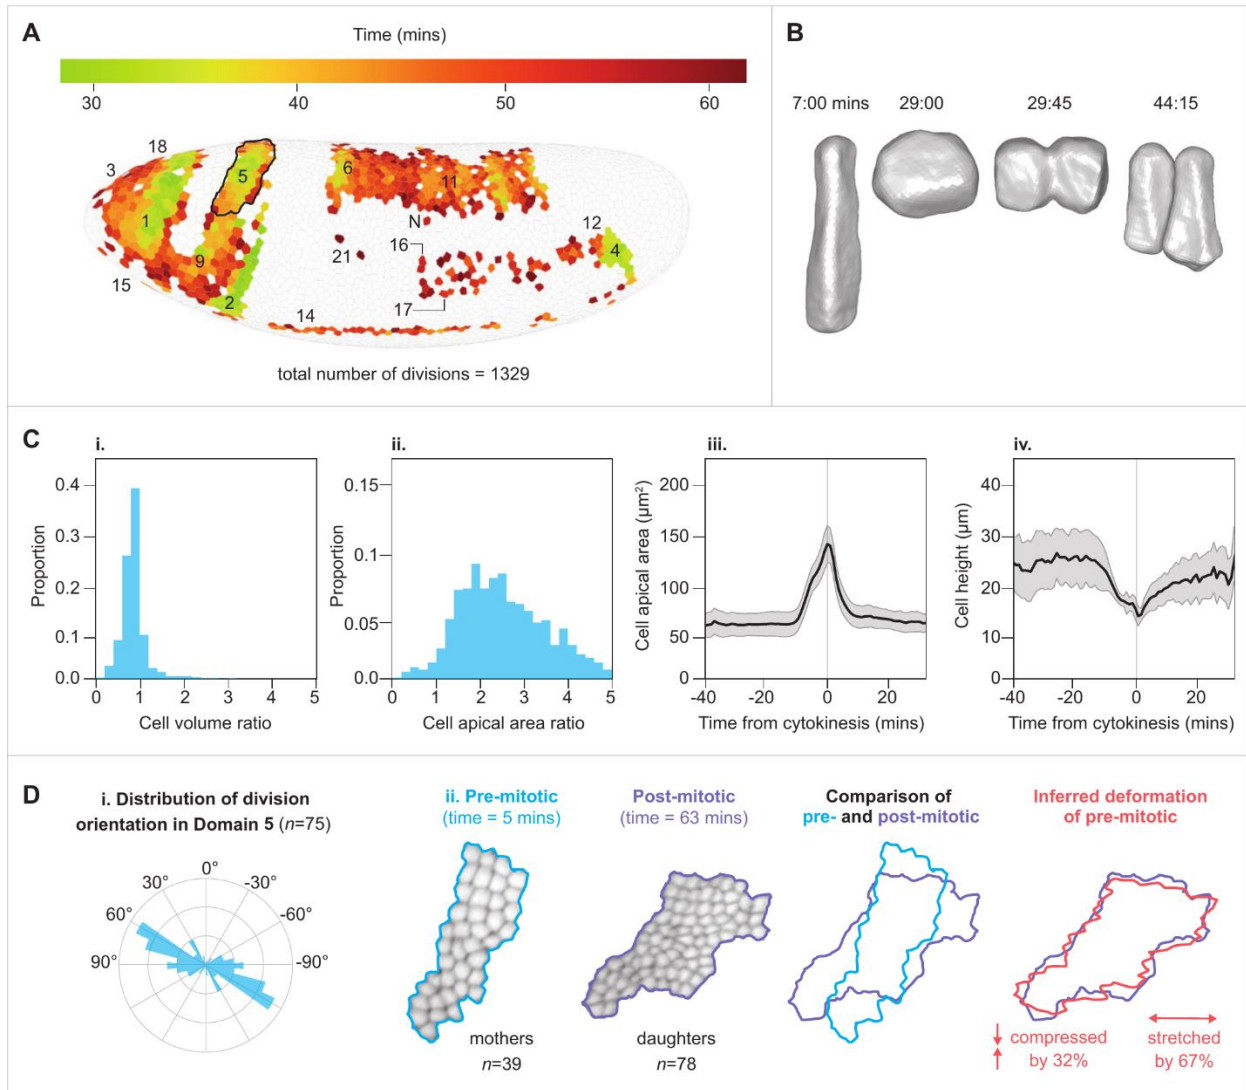 A
Time (mins)
30 40 50 60
18
3
5
6
11
1
N
12
16
21
4
9
15
2
17
14
total number of divisions = 1329
B
7:00 mins 29:00 29:45 44:15
C
i.
0.4
0.3
0.2
0.1
0.0
Proportion
0 1 2 3 4 5
Cell volume ratio
ii.
0.15
0.1
0.05
0.0
Proportion
0 1 2 3 4 5
Cell apical area ratio
iii.
200
150
100
50
0
Cell apical area (µm²)
-40 -20 0 20
Time from cytokinesis (mins)
iv.
40
30
20
10
0
Cell height (µm)
-40 -20 0 20
Time from cytokinesis (mins)
D
i. Distribution of division
orientation in Domain 5 (n=75)
0°
30° -30°
60° -60°
90° -90°
ii. Pre-mitotic
(time = 5 mins)
mothers
n=39
Post-mitotic
(time = 63 mins)
daughters
n=78
Comparison of
pre- and post-mitotic
Inferred deformation
of pre-mitotic
compressed
by 32%
stretched
by 67%